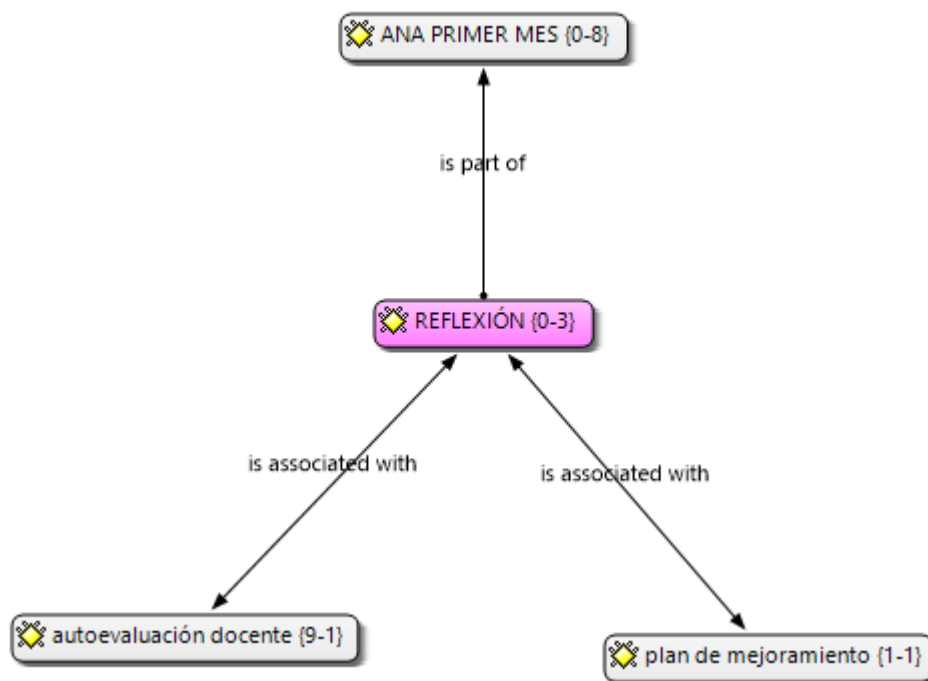 ANA PRIMER MES {0-8}
is part of
REFLEXIÓN {0-3}
is associated with
is associated with
autoevaluación docente {9-1}
plan de mejoramiento {1-1}